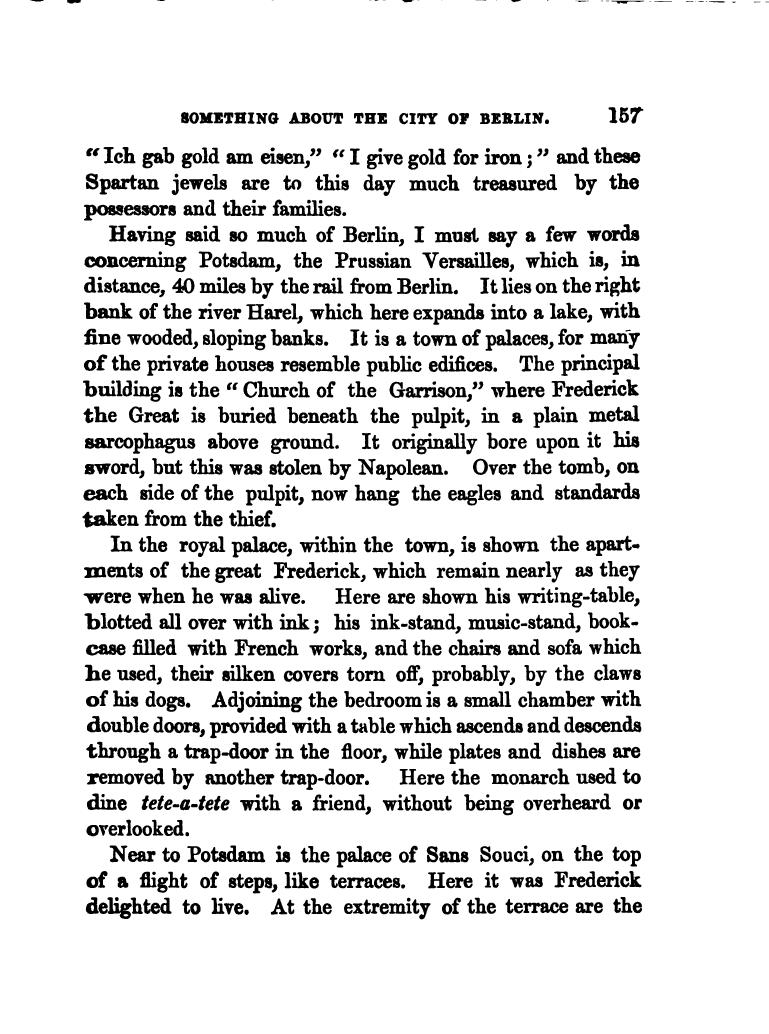 SOMETHING ABOUT THE CITY OF BERLIN. 157
“Ich gab gold am eisen,” “I give gold for iron;” and these
Spartan jewels are to this day much treasured by the
possessors and their families.
Having said so much of Berlin, I must say a few words
concerning Potsdam, the Prussian Versailles, which is, in
distance, 40 miles by the rail from Berlin. It lies on the right
bank of the river Harel, which here expands into a lake, with
fine wooded, sloping banks. It is a town of palaces, for many
of the private houses resemble public edifices. The principal
building is the “Church of the Garrison,” where Frederick
the Great is buried beneath the pulpit, in a plain metal
sarcophagus above ground. It originally bore upon it his
sword, but this was stolen by Napolean. Over the tomb, on
each side of the pulpit, now hang the eagles and standards
taken from the thief.
In the royal palace, within the town, is shown the apart-
ments of the great Frederick, which remain nearly as they
were when he was alive. Here are shown his writing-table,
blotted all over with ink; his ink-stand, music-stand, book-
case filled with French works, and the chairs and sofa which
he used, their silken covers torn off, probably, by the claws
of his dogs. Adjoining the bedroom is a small chamber with
double doors, provided with a table which ascends and descends
through a trap-door in the floor, while plates and dishes are
removed by another trap-door. Here the monarch used to
dine tete-a-tete with a friend, without being overheard or
overlooked.
Near to Potsdam is the palace of Sans Souci, on the top
of a flight of steps, like terraces. Here it was Frederick
delighted to live. At the extremity of the terrace are the